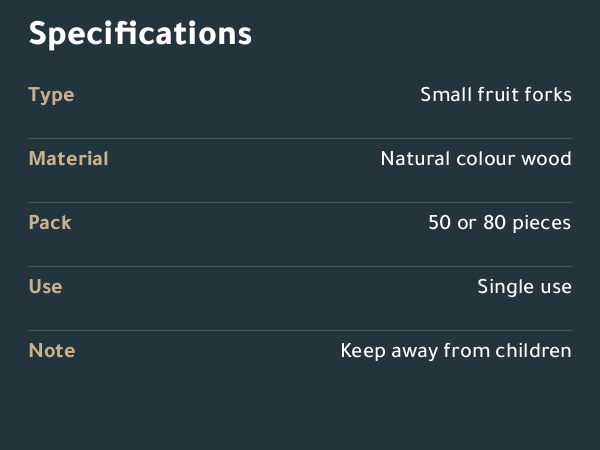 Specifications
Type Small fruit forks
Material Natural colour wood
Pack 50 or 80 pieces
Use Single use
Note Keep away from children